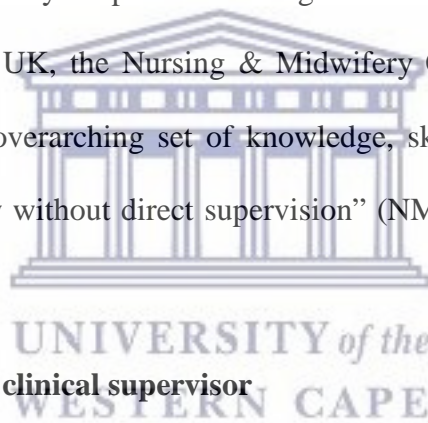 UK, the Nursing & Midwifery
overarching set of knowledge,
without direct supervision” (NM
UNIVERSITY of the
clinical supervisor
WESTERN CAPE